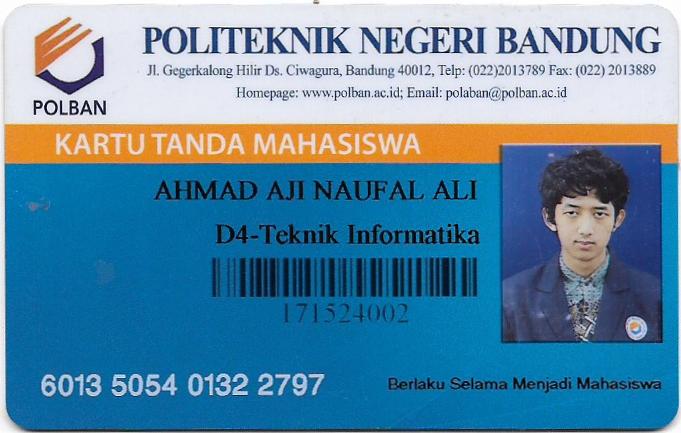 POLITEKNIK NEGERI BANDUNG
Jl. Gegerkalong Hilir Ds. Ciwagura, Bandung 40012, Telp: (022)2013789 Fax: (022) 2013889
Homepage: www.polban.ac.id; Email: polaban@polban.ac.id
POLBAN
KARTU TANDA MAHASISWA
AHMAD AJI NAUFAL ALI
D4-Teknik Informatika
171524002
6013 5054 0132 2797
Berlaku Selama Menjadi Mahasiswa